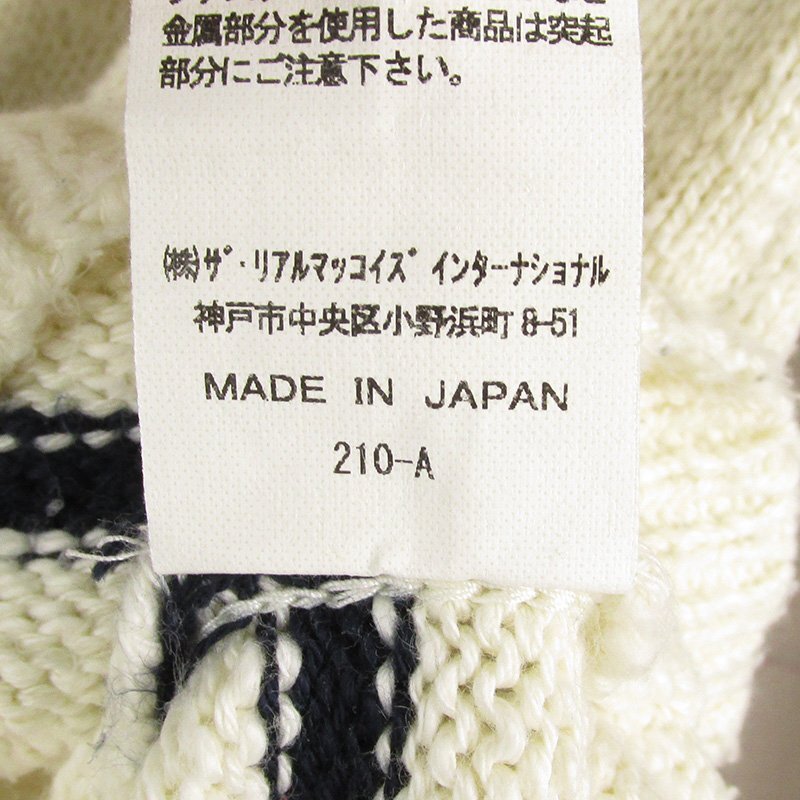 金属部分を使用した商品は突起
部分にご注意下さい。
㈱ｻﾞ･ﾘｱﾙﾏｯｺｲｽﾞ ｲﾝﾀｰﾅｼｮﾅﾙ
神戸市中央区小野浜町8-51
MADE IN JAPAN
210-A